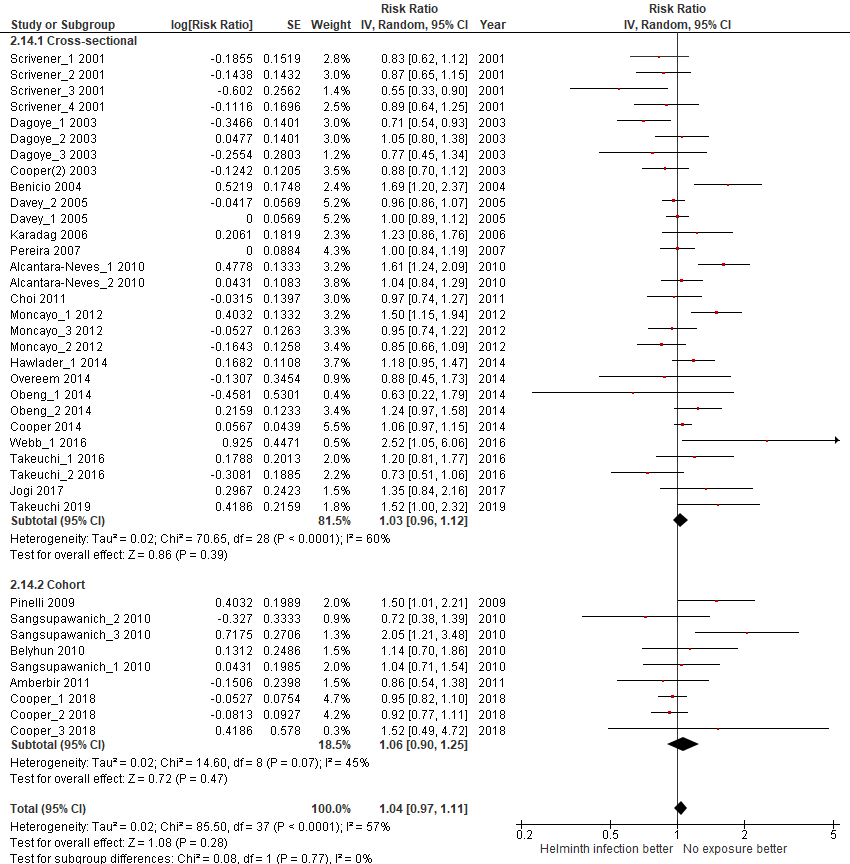 Risk Ratio Risk Ratio
Study or Subgroup log[Risk Ratio] SE Weight IV, Random, 95% CI Year IV, Random, 95% CI
2.14.1 Cross-sectional
Scrivener_1 2001 -0.1855 0.1519 2.8% 0.83 [0.62, 1.12] 2001
Scrivener_2 2001 -0.1438 0.1432 3.0% 0.87 [0.65, 1.15] 2001
Scrivener_3 2001 -0.602 0.2562 1.4% 0.55 [0.33, 0.90] 2001
Scrivener_4 2001 -0.1116 0.1696 2.5% 0.89 [0.64, 1.25] 2001
Dagoye_1 2003 -0.3466 0.1401 3.0% 0.71 [0.54, 0.93] 2003
Dagoye_2 2003 0.0477 0.1401 3.0% 1.05 [0.80, 1.38] 2003
Dagoye_3 2003 -0.2554 0.2803 1.2% 0.77 [0.45, 1.34] 2003
Cooper(2) 2003 -0.1242 0.1205 3.5% 0.88 [0.70, 1.12] 2003
Benicio 2004 0.5219 0.1748 2.4% 1.69 [1.20, 2.37] 2004
Davey_2 2005 -0.0417 0.0569 5.2% 0.96 [0.86, 1.07] 2005
Davey_1 2005 0 0.0569 5.2% 1.00 [0.89, 1.12] 2005
Karadag 2006 0.2061 0.1819 2.3% 1.23 [0.86, 1.76] 2006
Pereira 2007 0 0.0884 4.3% 1.00 [0.84, 1.19] 2007
Alcantara-Neves_1 2010 0.4778 0.1333 3.2% 1.61 [1.24, 2.09] 2010
Alcantara-Neves_2 2010 0.0431 0.1083 3.8% 1.04 [0.84, 1.29] 2010
Choi 2011 -0.0315 0.1397 3.0% 0.97 [0.74, 1.27] 2011
Moncayo_1 2012 0.4032 0.1332 3.2% 1.50 [1.15, 1.94] 2012
Moncayo_3 2012 -0.0527 0.1263 3.3% 0.95 [0.74, 1.22] 2012
Moncayo_2 2012 -0.1643 0.1258 3.3% 0.85 [0.66, 1.09] 2012
Hawlader_1 2014 0.1682 0.1108 3.7% 1.18 [0.95, 1.47] 2014
Overeem 2014 -0.1307 0.3454 0.9% 0.88 [0.45, 1.73] 2014
Obeng_1 2014 -0.4581 0.5301 0.4% 0.63 [0.22, 1.79] 2014
Obeng_2 2014 0.2159 0.1233 3.4% 1.24 [0.97, 1.58] 2014
Cooper 2014 0.0567 0.0439 5.5% 1.06 [0.97, 1.15] 2014
Webb_1 2016 0.925 0.4471 0.5% 2.52 [1.05, 6.06] 2016
Takeuchi_1 2016 0.1788 0.2013 2.0% 1.20 [0.81, 1.77] 2016
Takeuchi_2 2016 -0.3081 0.1885 2.2% 0.73 [0.51, 1.06] 2016
Jogi 2017 0.2967 0.2423 1.5% 1.35 [0.84, 2.16] 2017
Takeuchi 2019 0.4186 0.2159 1.8% 1.52 [1.00, 2.32] 2019
Subtotal (95% CI) 81.5% 1.03 [0.96, 1.12]
Heterogeneity: Tau² = 0.02; Chi² = 70.65, df = 28 (P < 0.0001); I² = 60%
Test for overall effect: Z = 0.86 (P = 0.39)
2.14.2 Cohort
Pinelli 2009 0.4032 0.1989 2.0% 1.50 [1.01, 2.21] 2009
Sangsupawanich_2 2010 -0.327 0.3333 0.9% 0.72 [0.38, 1.39] 2010
Sangsupawanich_3 2010 0.7175 0.2706 1.3% 2.05 [1.21, 3.48] 2010
Belyhun 2010 0.1312 0.2486 1.5% 1.14 [0.70, 1.86] 2010
Sangsupawanich_1 2010 0.0431 0.1985 2.0% 1.04 [0.71, 1.54] 2010
Amberbir 2011 -0.1506 0.2398 1.5% 0.86 [0.54, 1.38] 2011
Cooper_1 2018 -0.0527 0.0754 4.7% 0.95 [0.82, 1.10] 2018
Cooper_2 2018 -0.0813 0.0927 4.2% 0.92 [0.77, 1.11] 2018
Cooper_3 2018 0.4186 0.578 0.3% 1.52 [0.49, 4.72] 2018
Subtotal (95% CI) 18.5% 1.06 [0.90, 1.25]
Heterogeneity: Tau² = 0.02; Chi² = 14.60, df = 8 (P = 0.07); I² = 45%
Test for overall effect: Z = 0.72 (P = 0.47)
Total (95% CI) 100.0% 1.04 [0.97, 1.11]
Heterogeneity: Tau² = 0.02; Chi² = 85.50, df = 37 (P < 0.0001); I² = 57%
Test for overall effect: Z = 1.08 (P = 0.28)
Test for subgroup differences: Chi² = 0.08, df = 1 (P = 0.77), I² = 0%
0.2 0.5 1 2 5
Helminth infection better No exposure better